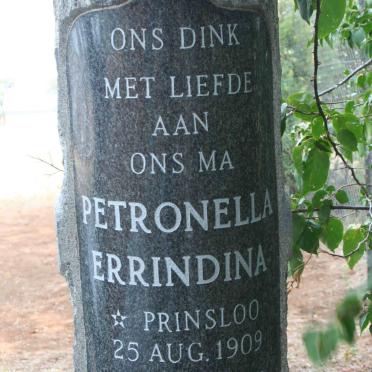 ONS DINK
MET LIEFDE
AAN
ONS MA
PETRONELLA
ERRINDINA
☆ PRINSLOO
25 AUG. 1909